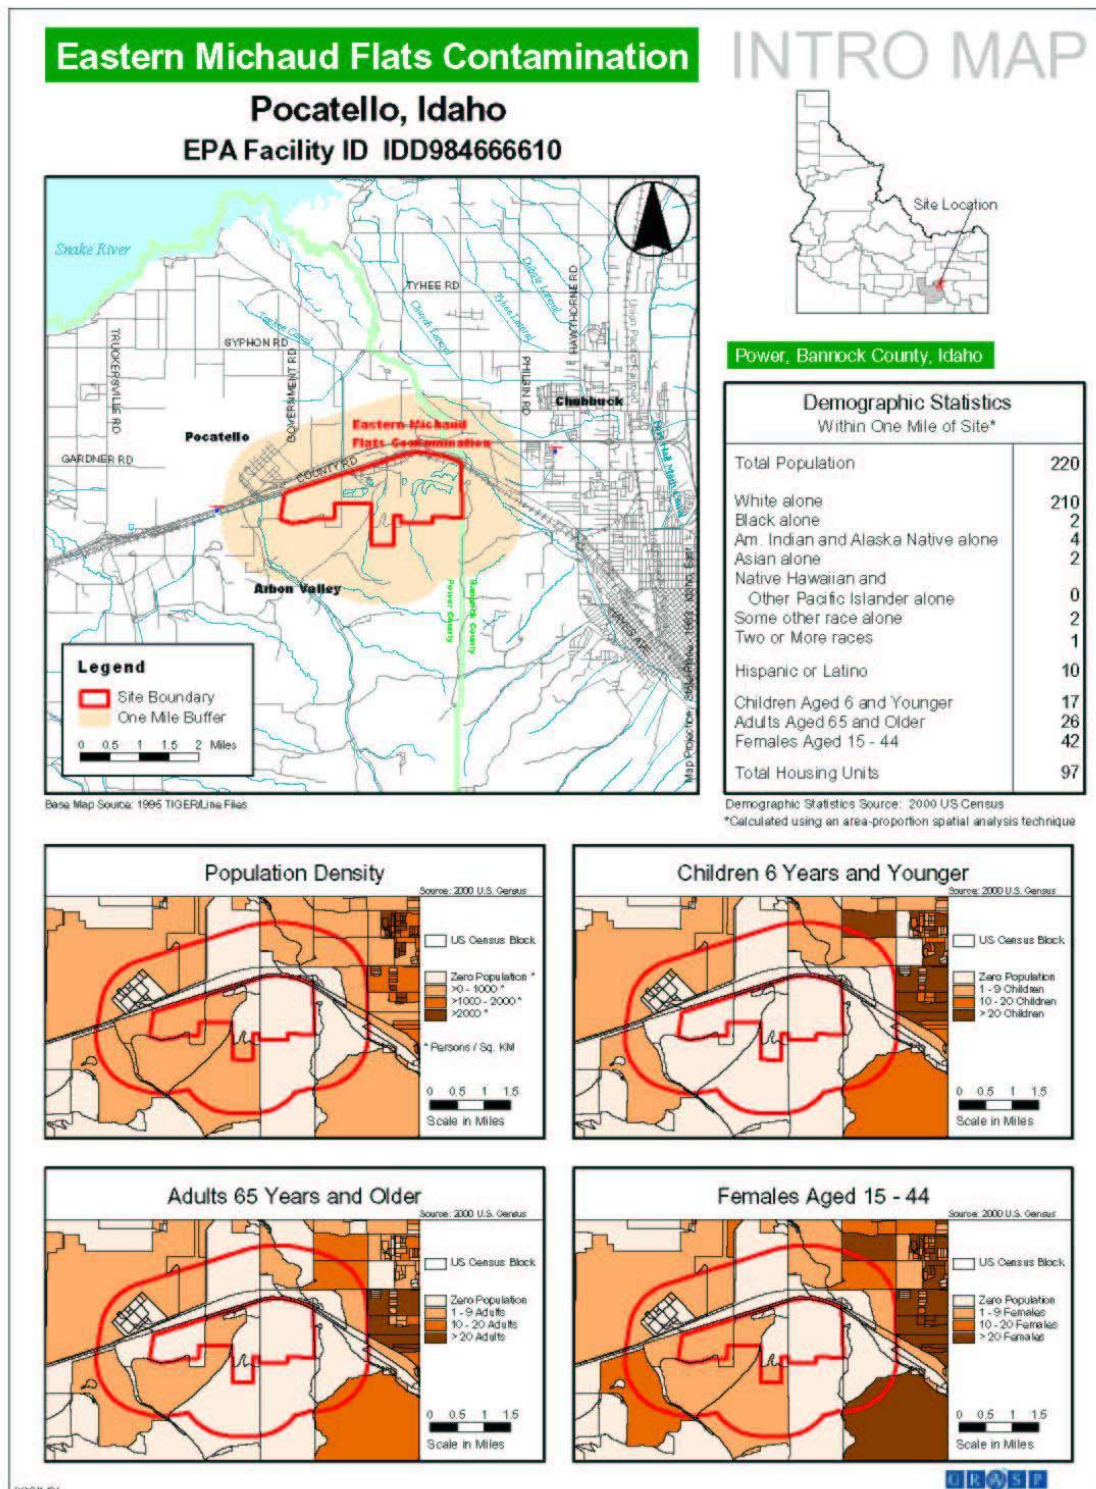 Eastern Michaud Flats Contamination
INTRO MAP
Pocatello, Idaho
EPA Facility ID IDD984666610
Site Location
Snake River
TYHEE RD
HAWTHORNE RD
Tyhee Lateral
Church Lateral
SYPHON RD
TRUCKERSVILLE RD
GOVERNMENT RD
PHILBIN RD
Chubbuck
Pocatello
Eastern Michaud
Flats Contamination
GARDNER RD
COUNTY RD
Arbon Valley
Power County
Bannock County
Legend
Site Boundary
One Mile Buffer
0 0.5 1 1.5 2 Miles
Base Map Source: 1995 TIGER/Line Files
Power, Bannock County, Idaho
Demographic Statistics
Within One Mile of Site*
Total Population 220
White alone 210
Black alone 2
Am. Indian and Alaska Native alone 4
Asian alone 2
Native Hawaiian and
Other Pacific Islander alone 0
Some other race alone 2
Two or More races 1
Hispanic or Latino 10
Children Aged 6 and Younger 17
Adults Aged 65 and Older 26
Females Aged 15 - 44 42
Total Housing Units 97
Demographic Statistics Source: 2000 US Census
*Calculated using an area-proportion spatial analysis technique
Population Density
Source: 2000 U.S. Census
US Census Block
Zero Population *
>0 - 1000 *
>1000 - 2000 *
>2000 *
* Persons / Sq. KM
0 0.5 1 1.5
Scale in Miles
Children 6 Years and Younger
Source: 2000 U.S. Census
US Census Block
Zero Population
1 - 9 Children
10 - 20 Children
> 20 Children
0 0.5 1 1.5
Scale in Miles
Adults 65 Years and Older
Source: 2000 U.S. Census
US Census Block
Zero Population
1 - 9 Adults
10 - 20 Adults
> 20 Adults
0 0.5 1 1.5
Scale in Miles
Females Aged 15 - 44
Source: 2000 U.S. Census
US Census Block
Zero Population
1 - 9 Females
10 - 20 Females
> 20 Females
0 0.5 1 1.5
Scale in Miles
GRASP